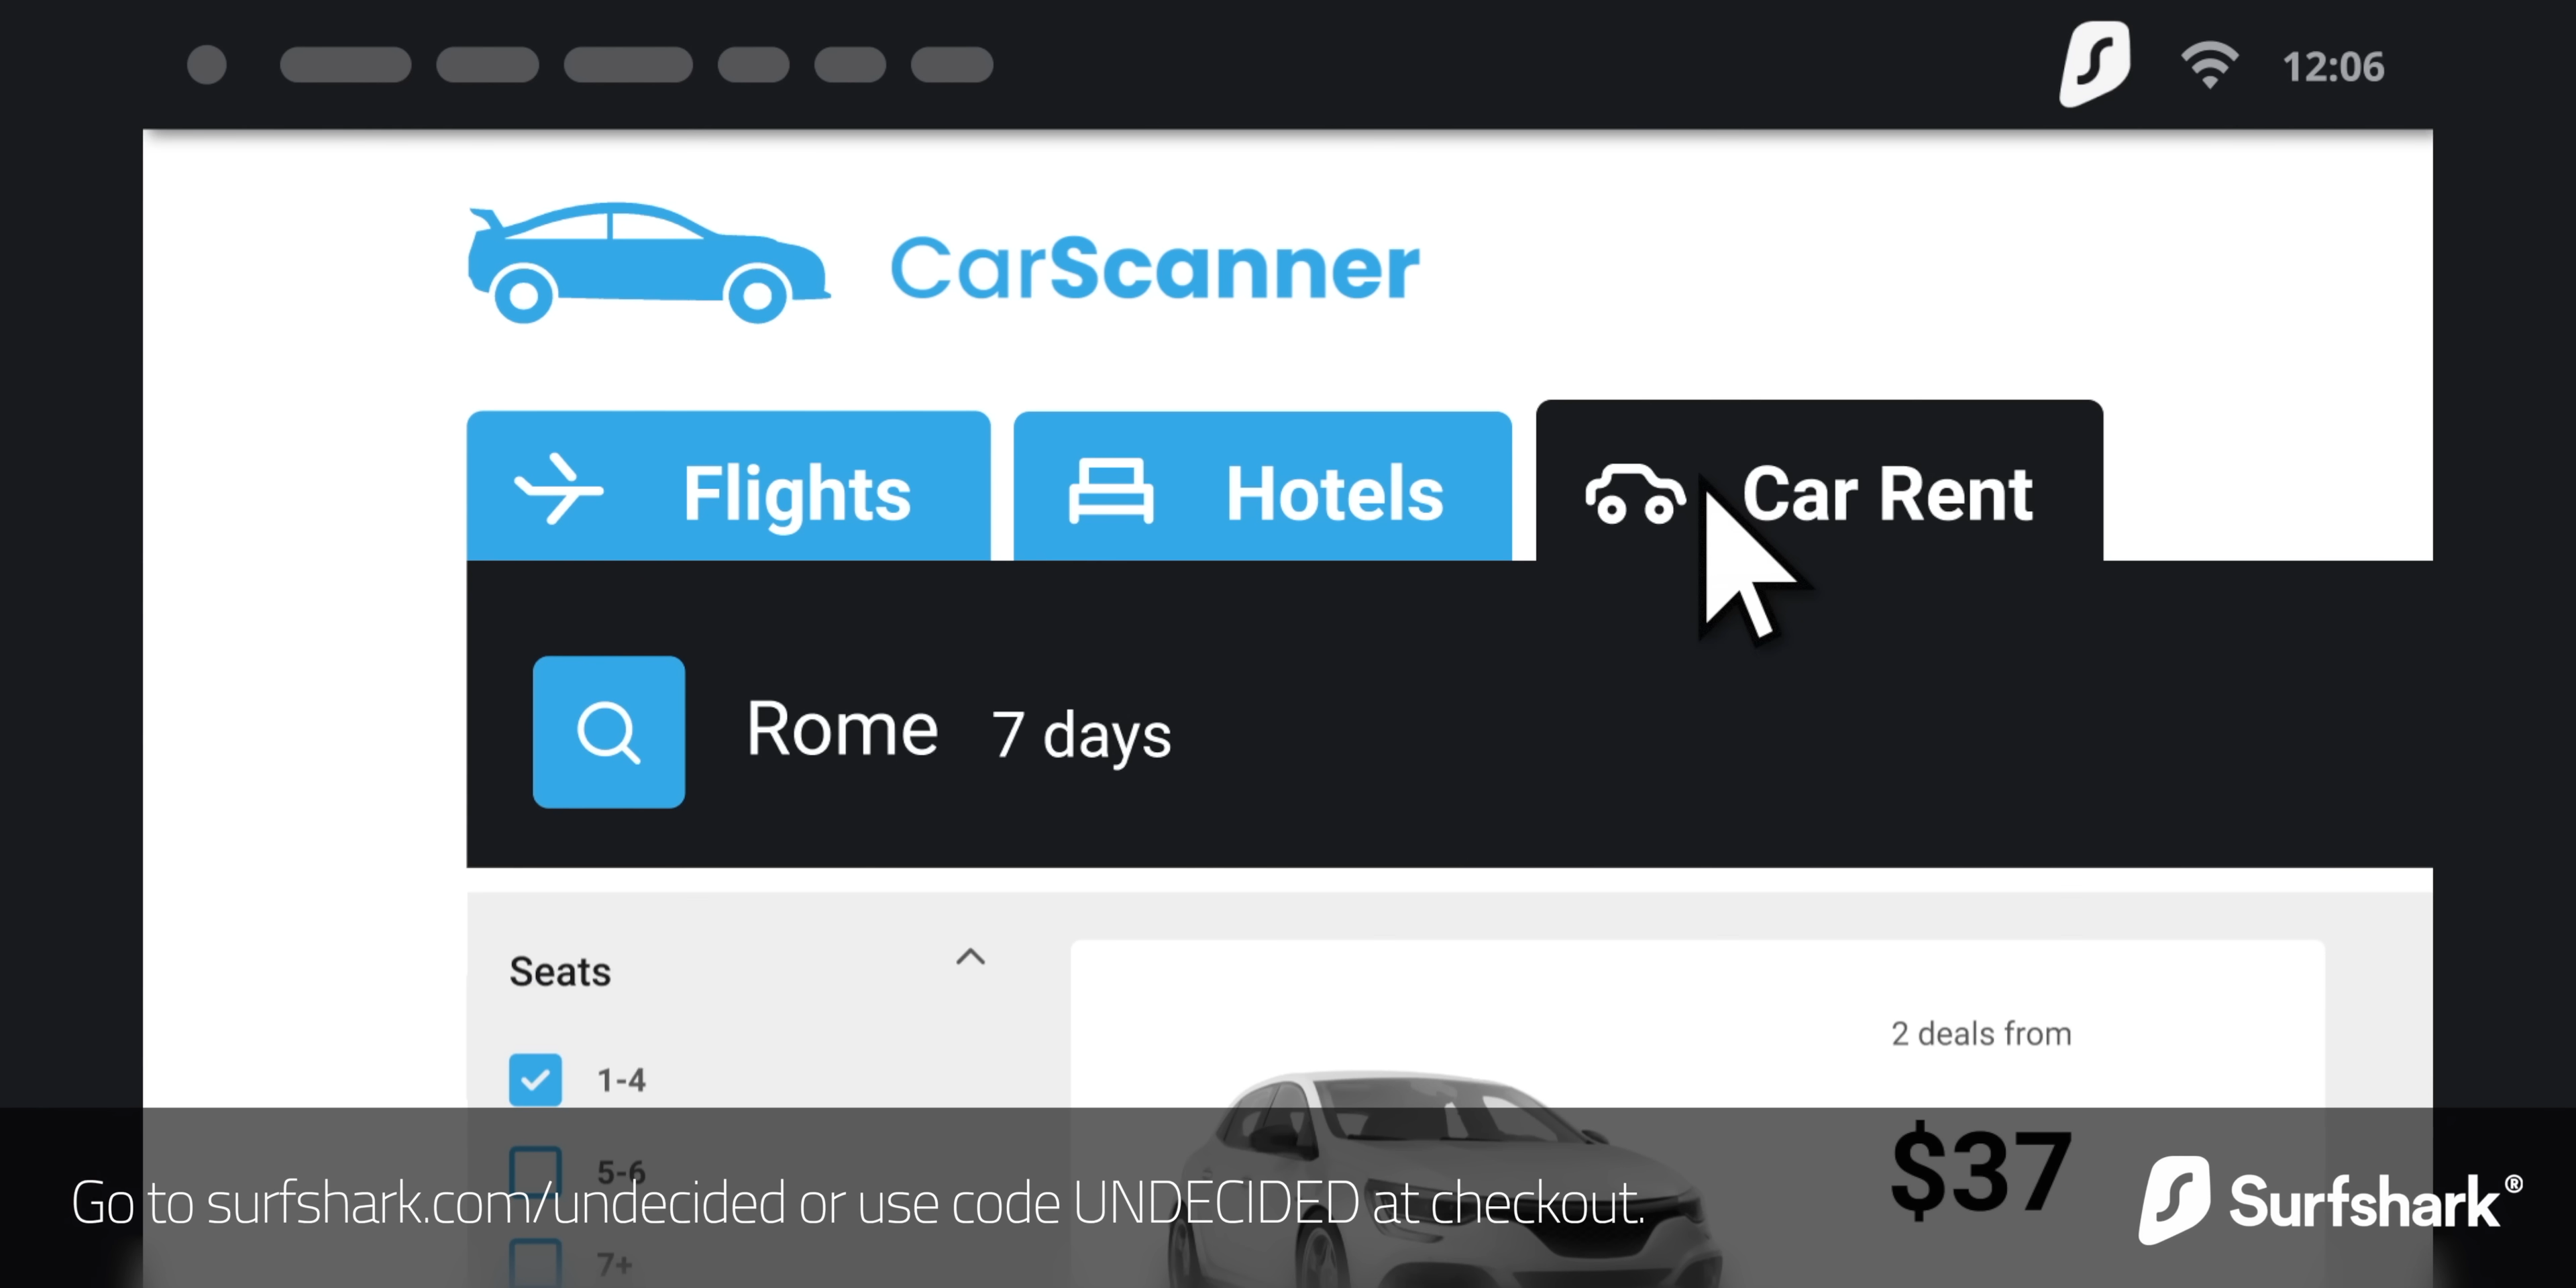 12:06
CarScanner
Flights
Hotels
Car Rent
Rome 7 days
Seats
1-4
2 deals from
$37
5-6
7+
Go to surfshark.com/undecided or use code UNDECIDED at checkout.
Surfshark®